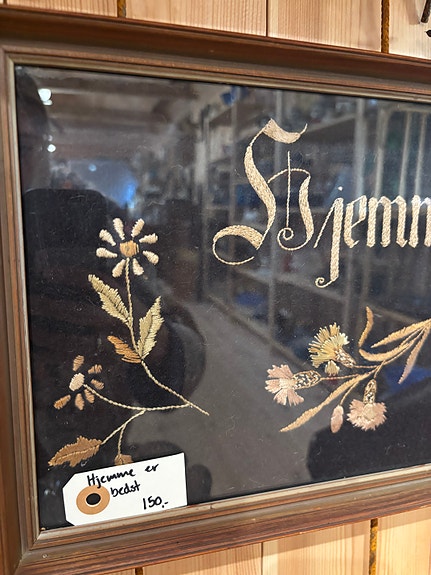 Hjemm
Hjemme er
bedst
150,-